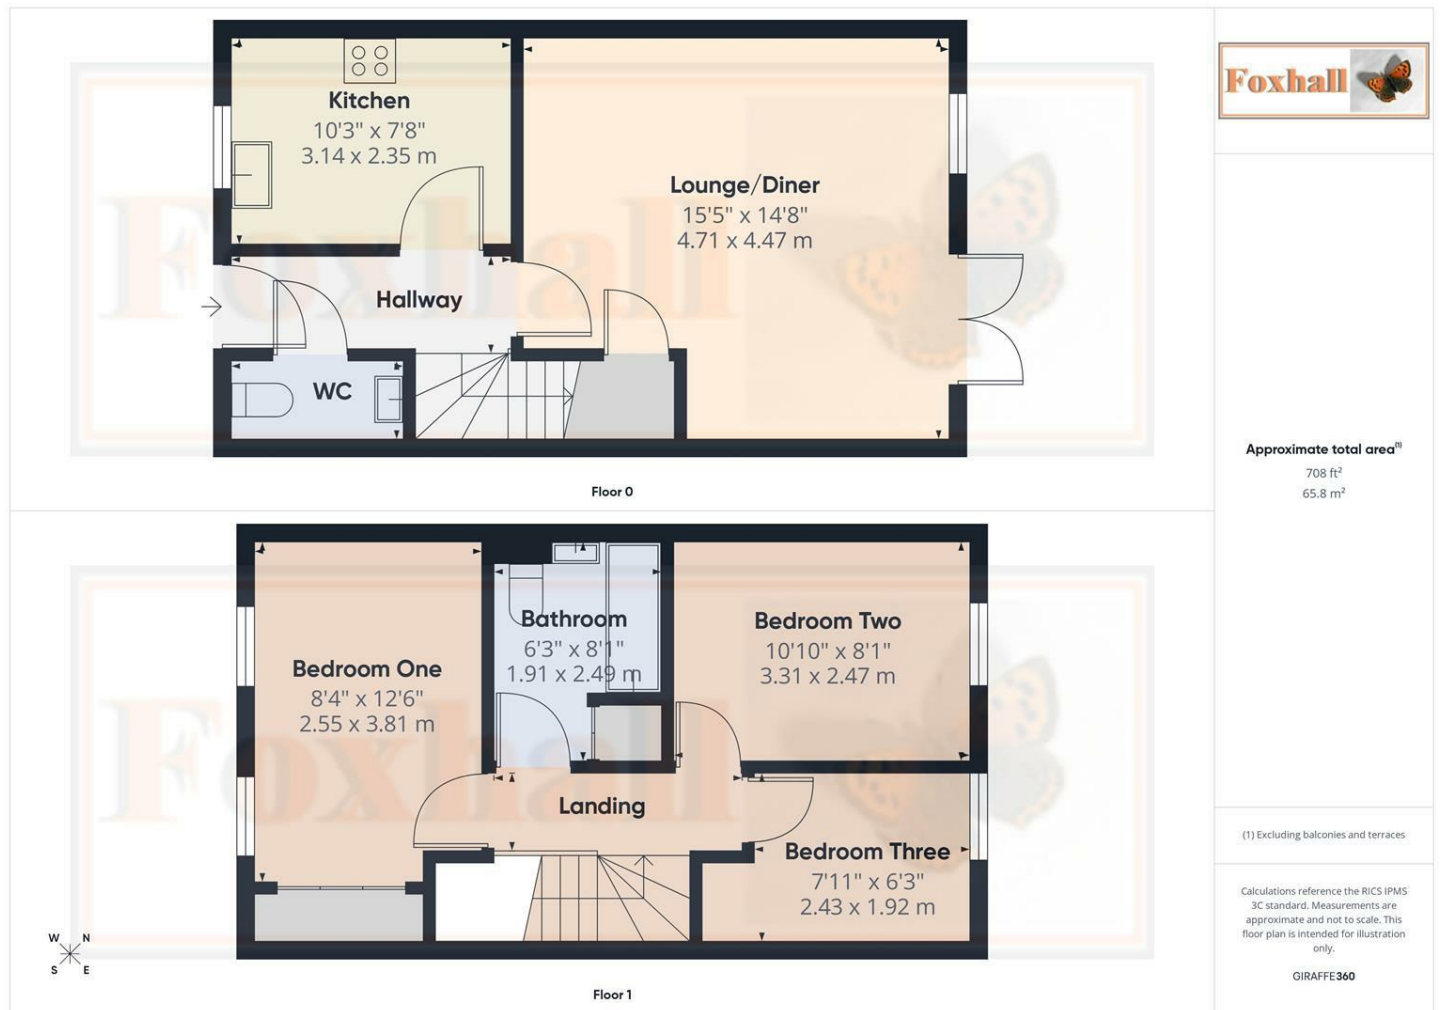 Foxhall
Kitchen
10'3" x 7'8"
3.14 x 2.35 m
Lounge/Diner
15'5" x 14'8"
4.71 x 4.47 m
Hallway
WC
Floor 0
Foxhall
Approximate total area(1)
708 ft²
65.8 m²
Bedroom One
8'4" x 12'6"
2.55 x 3.81 m
Bathroom
6'3" x 8'1"
1.91 x 2.49 m
Bedroom Two
10'10" x 8'1"
3.31 x 2.47 m
Landing
Bedroom Three
7'11" x 6'3"
2.43 x 1.92 m
Foxhall
W N
S E
Floor 1
(1) Excluding balconies and terraces
Calculations reference the RICS IPMS
3C standard. Measurements are
approximate and not to scale. This
floor plan is intended for illustration
only.
GIRAFFE360